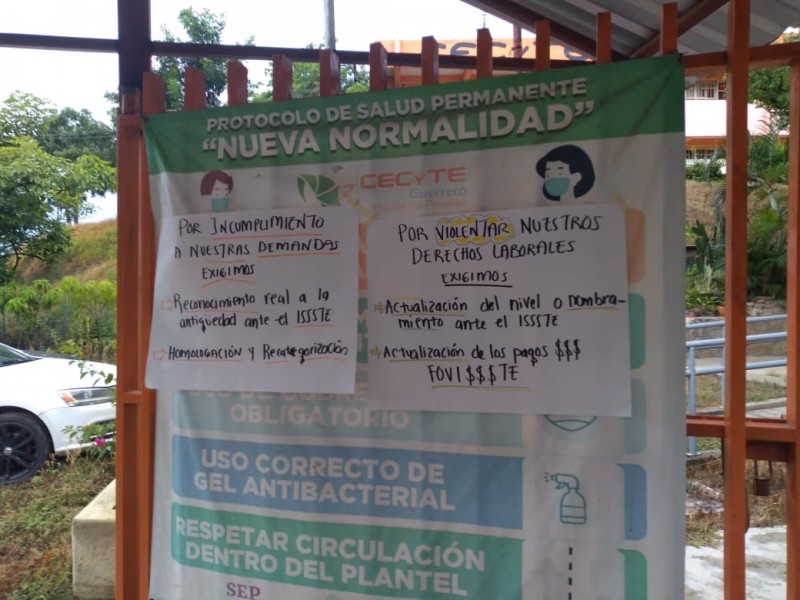 CECyTE
PROTOCOLO DE SALUD PERMANENTE
“NUEVA NORMALIDAD”
CECyTE
Guerrero
POR INCUMPLIMIENTO
A NUESTRAS DEMANDAS
EXIGIMOS
⇨Reconocimiento real a la
antigüedad ante el ISSSTE
⇨Homologación y Recategorización
POR VIOLENTAR NUESTROS
DERECHOS LABORALES
EXIGIMOS
⇨Actualización del nivel o nombra-
miento ante el ISSSTE
⇨Actualización de los pagos $$$
FOVI$$$TE
OBLIGATORIO
USO CORRECTO DE
GEL ANTIBACTERIAL
RESPETAR CIRCULACIÓN
DENTRO DEL PLANTEL
SEP